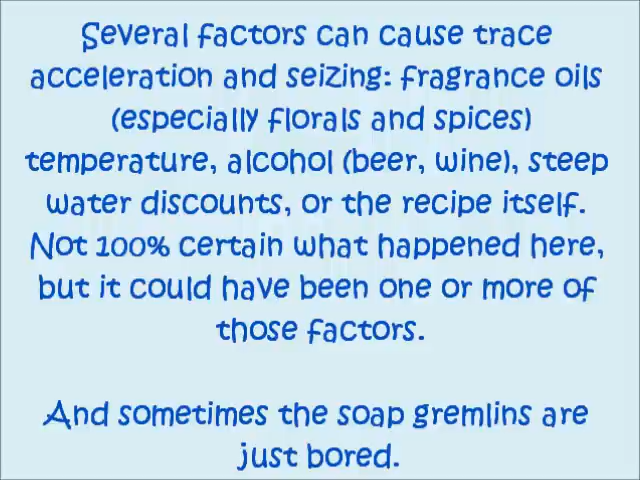 Several factors can cause trace
acceleration and seizing: fragrance oils
(especially florals and spices)
temperature, alcohol (beer, wine), steep
water discounts, or the recipe itself.
Not 100% certain what happened here,
but it could have been one or more of
those factors.
And sometimes the soap gremlins are
just bored.